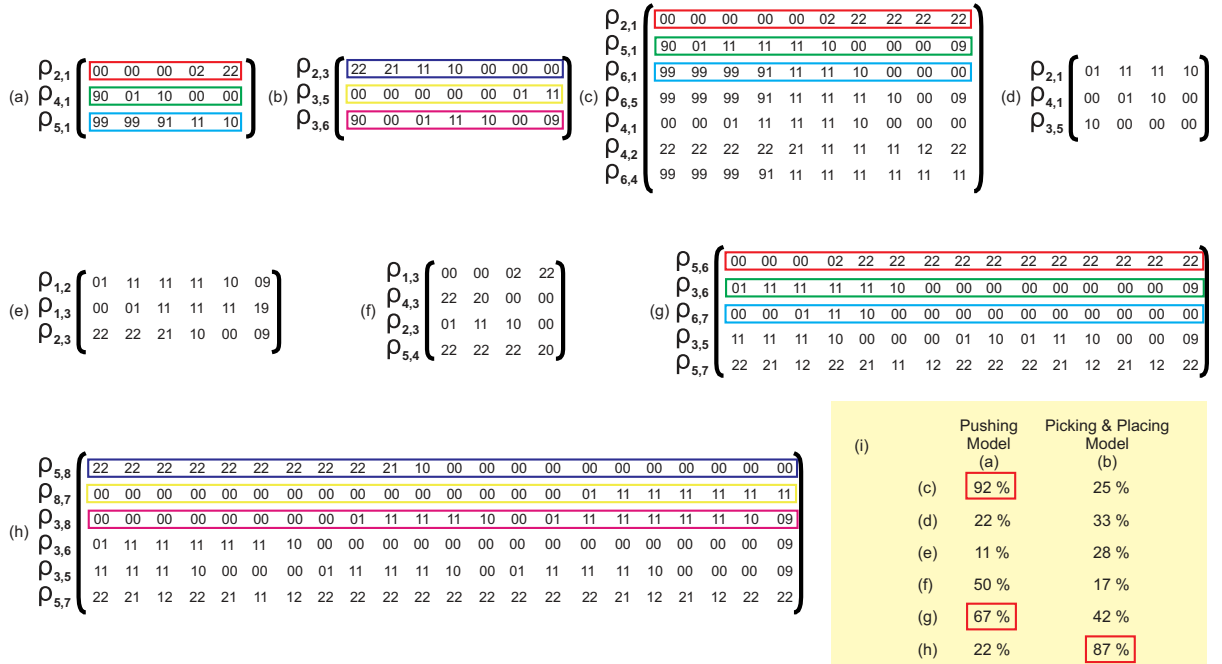 (a)
ρ2,1 00 00 00 02 22
ρ4,1 90 01 10 00 00
ρ5,1 99 99 91 11 10
(b)
ρ2,3 22 21 11 10 00 00 00
ρ3,5 00 00 00 00 00 01 11
ρ3,6 90 00 01 11 10 00 09
(c)
ρ2,1 00 00 00 00 00 02 22 22 22 22
ρ5,1 90 01 11 11 11 10 00 00 00 09
ρ6,1 99 99 99 91 11 11 10 00 00 00
ρ6,5 99 99 99 91 11 11 11 10 00 09
ρ4,1 00 00 01 11 11 11 10 00 00 00
ρ4,2 22 22 22 22 21 11 11 11 12 22
ρ6,4 99 99 99 91 11 11 11 11 11 11
(d)
ρ2,1 01 11 11 10
ρ4,1 00 01 10 00
ρ3,5 10 00 00 00
(e)
ρ1,2 01 11 11 11 10 09
ρ1,3 00 01 11 11 11 19
ρ2,3 22 22 21 10 00 09
(f)
ρ1,3 00 00 02 22
ρ4,3 22 20 00 00
ρ2,3 01 11 10 00
ρ5,4 22 22 22 20
(g)
ρ5,6 00 00 00 02 22 22 22 22 22 22 22 22 22 22 22
ρ3,6 01 11 11 11 11 10 00 00 00 00 00 00 00 00 09
ρ6,7 00 00 01 11 10 00 00 00 00 00 00 00 00 00 00
ρ3,5 11 11 11 10 00 00 00 01 10 01 11 10 00 00 09
ρ5,7 22 21 12 22 21 11 12 22 22 22 21 12 21 12 22
(h)
ρ5,8 22 22 22 22 22 22 22 22 22 21 10 00 00 00 00 00 00 00 00 00 00 00
ρ8,7 00 00 00 00 00 00 00 00 00 00 00 00 00 00 00 01 11 11 11 11 11 11
ρ3,8 00 00 00 00 00 00 00 00 01 11 11 11 10 00 01 11 11 11 11 11 10 09
ρ3,6 01 11 11 11 11 11 10 00 00 00 00 00 00 00 00 00 00 00 00 00 00 09
ρ3,5 11 11 11 10 00 00 00 01 11 11 11 10 00 01 11 11 11 10 00 00 00 09
ρ5,7 22 21 12 22 21 11 12 22 22 22 22 22 22 22 22 22 21 12 21 12 22 22
(i)
Pushing Picking & Placing
Model Model
(a) (b)
(c) 92 % 25 %
(d) 22 % 33 %
(e) 11 % 28 %
(f) 50 % 17 %
(g) 67 % 42 %
(h) 22 % 87 %